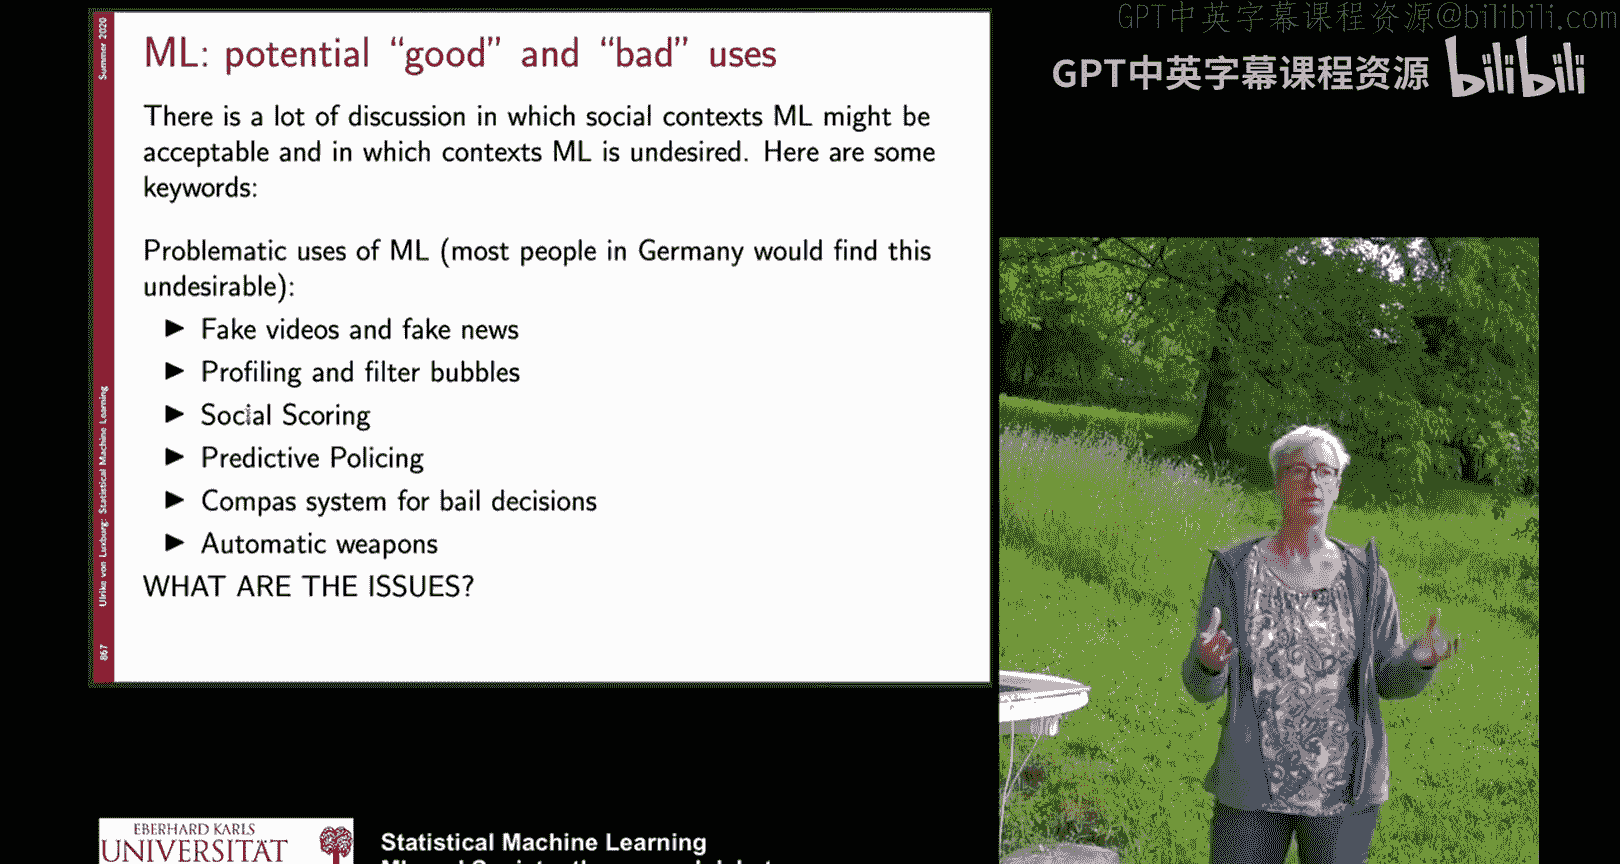 GPT中英字幕课程资源@bilibili.com
GPT中英字幕课程资源 bilibili
Summer 2020
Ulrike von Luxburg: Statistical Machine Learning
867
ML: potential “good” and “bad” uses
There is a lot of discussion in which social contexts ML might be
acceptable and in which contexts ML is undesired. Here are some
keywords:
Problematic uses of ML (most people in Germany would find this
undesirable):
► Fake videos and fake news
► Profiling and filter bubbles
► Social Scoring
► Predictive Policing
► Compas system for bail decisions
► Automatic weapons
WHAT ARE THE ISSUES?
EBERHARD KARLS
UNIVERSITÄT
Statistical Machine Learning